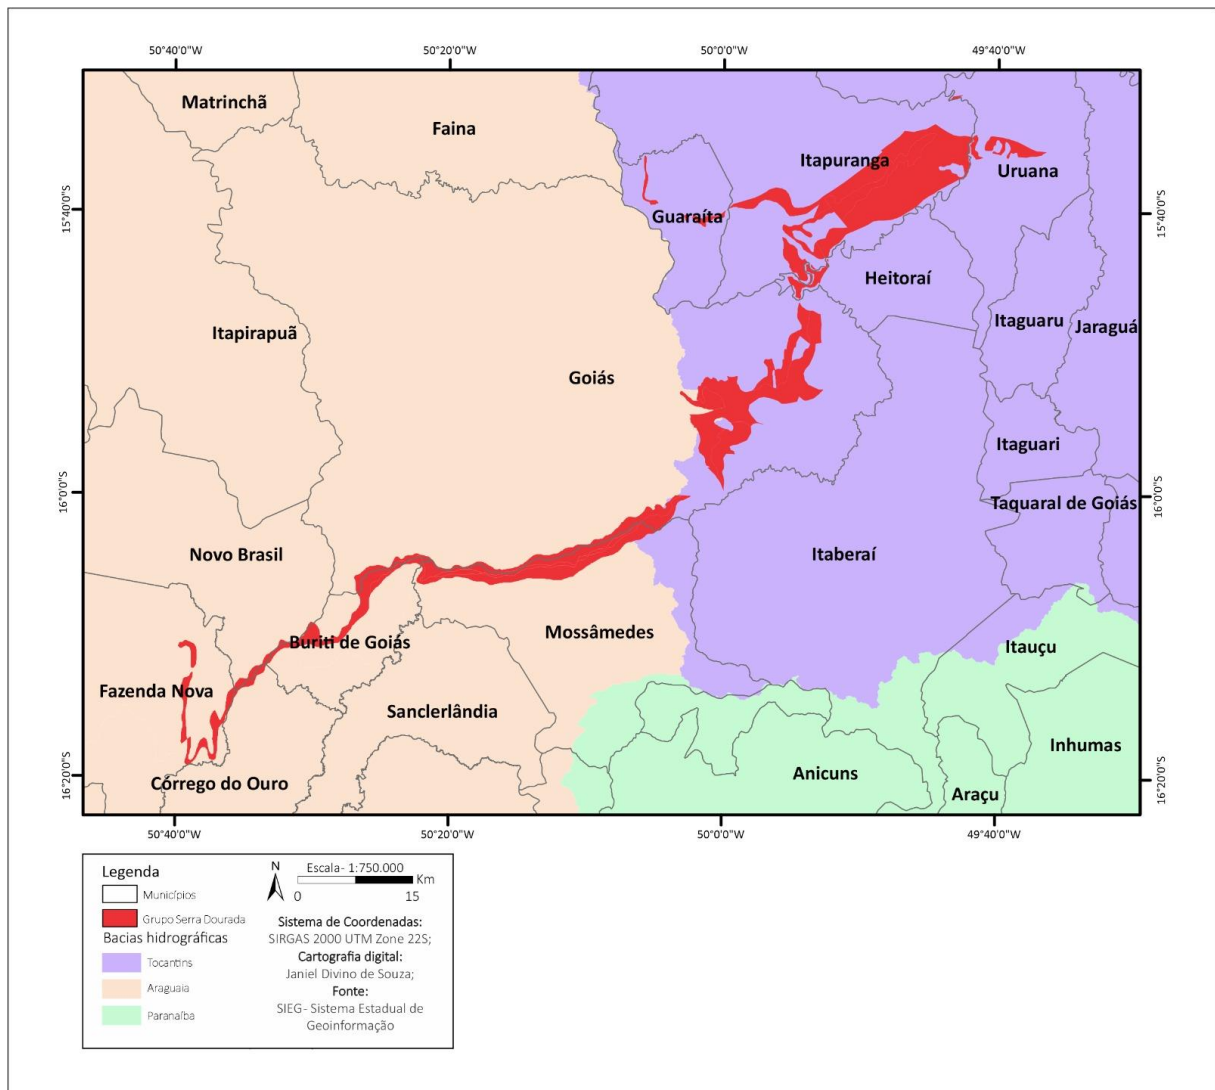 50°40'0"W
50°20'0"W
50°0'0"W
49°40'0"W
Matrinchã
Faina
Itapuranga
Uruana
15°40'0"S
Guaraíta
15°40'0"S
Heitoraí
Itapirapuã
Itaguaru
Jaraguá
Goiás
Itaguari
16°0'0"S
Taquaral de Goiás
16°0'0"S
Novo Brasil
Itaberaí
Buriti de Goiás
Mossâmedes
Itauçu
Fazenda Nova
Sanclerlândia
Inhumas
Anicuns
16°20'0"S
Córrego do Ouro
Araçu
16°20'0"S
50°40'0"W
50°20'0"W
50°0'0"W
49°40'0"W
Legenda
Municípios
Grupo Serra Dourada
Bacias hidrográficas
Tocantins
Araguaia
Paranaíba
N
Escala- 1:750.000
Km
0
15
Sistema de Coordenadas:
SIRGAS 2000 UTM Zone 22S;
Cartografia digital:
Janiel Divino de Souza;
Fonte:
SIEG- Sistema Estadual de
Geoinformação